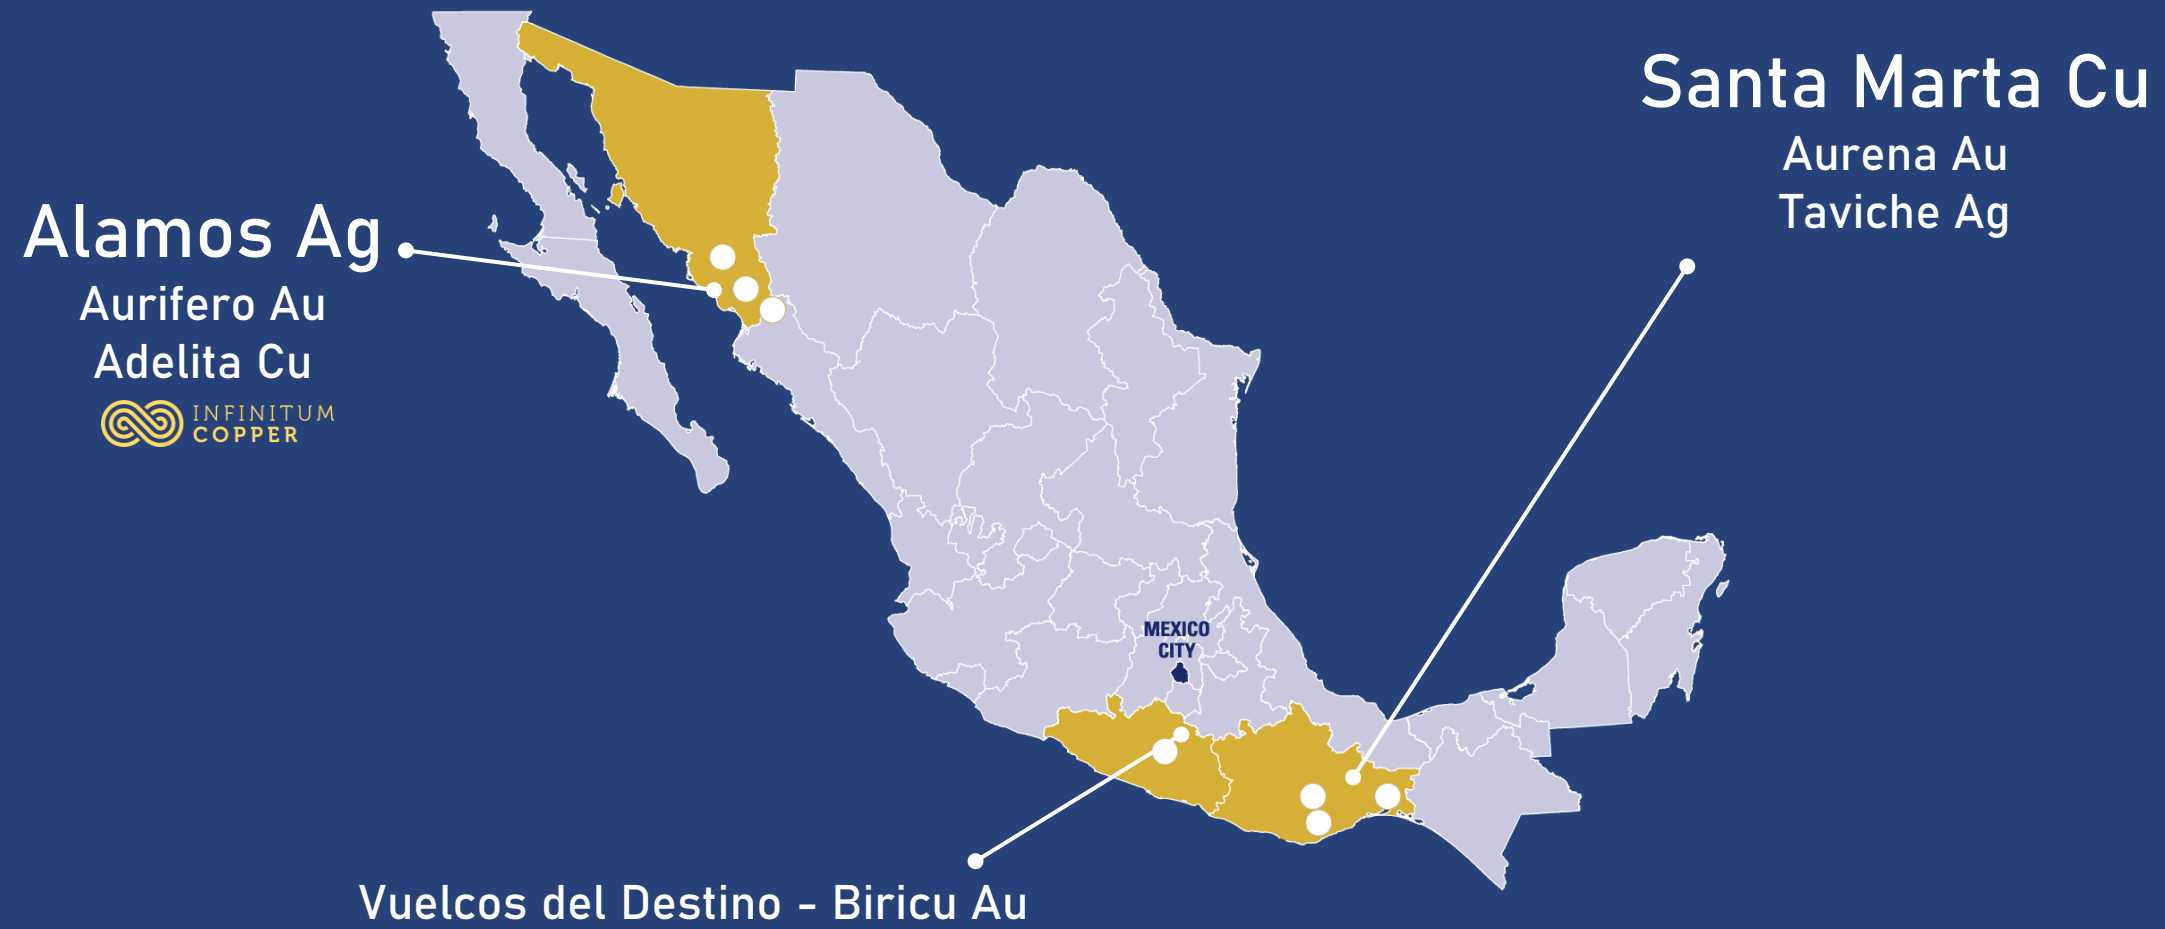 Santa Marta Cu
Aurena Au
Taviche Ag
Alamos Ag
Aurifero Au
Adelita Cu
INFINITUM
COPPER
MEXICO
CITY
Vuelcos del Destino - Biricu Au